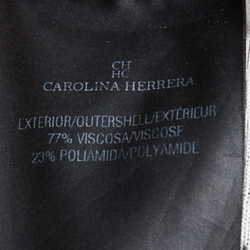 CH
HC
CAROLINA HERRERA
EXTERIOR/OUTERSHELL/EXTÉRIEUR
77% VISCOSA/VISCOSE
23% POLIAMIDA/POLYAMIDE